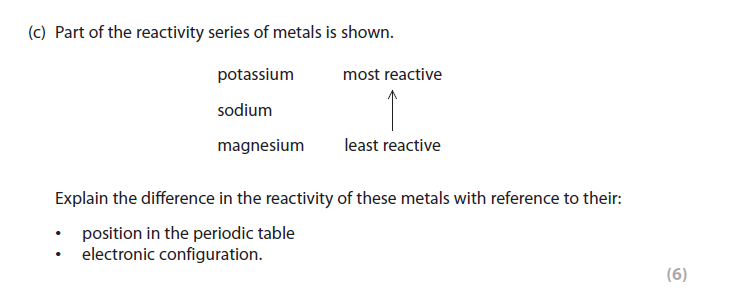 (c) Part of the reactivity series of metals is shown.
potassium most reactive
sodium
magnesium least reactive
Explain the difference in the reactivity of these metals with reference to their:
• position in the periodic table
• electronic configuration.
(6)